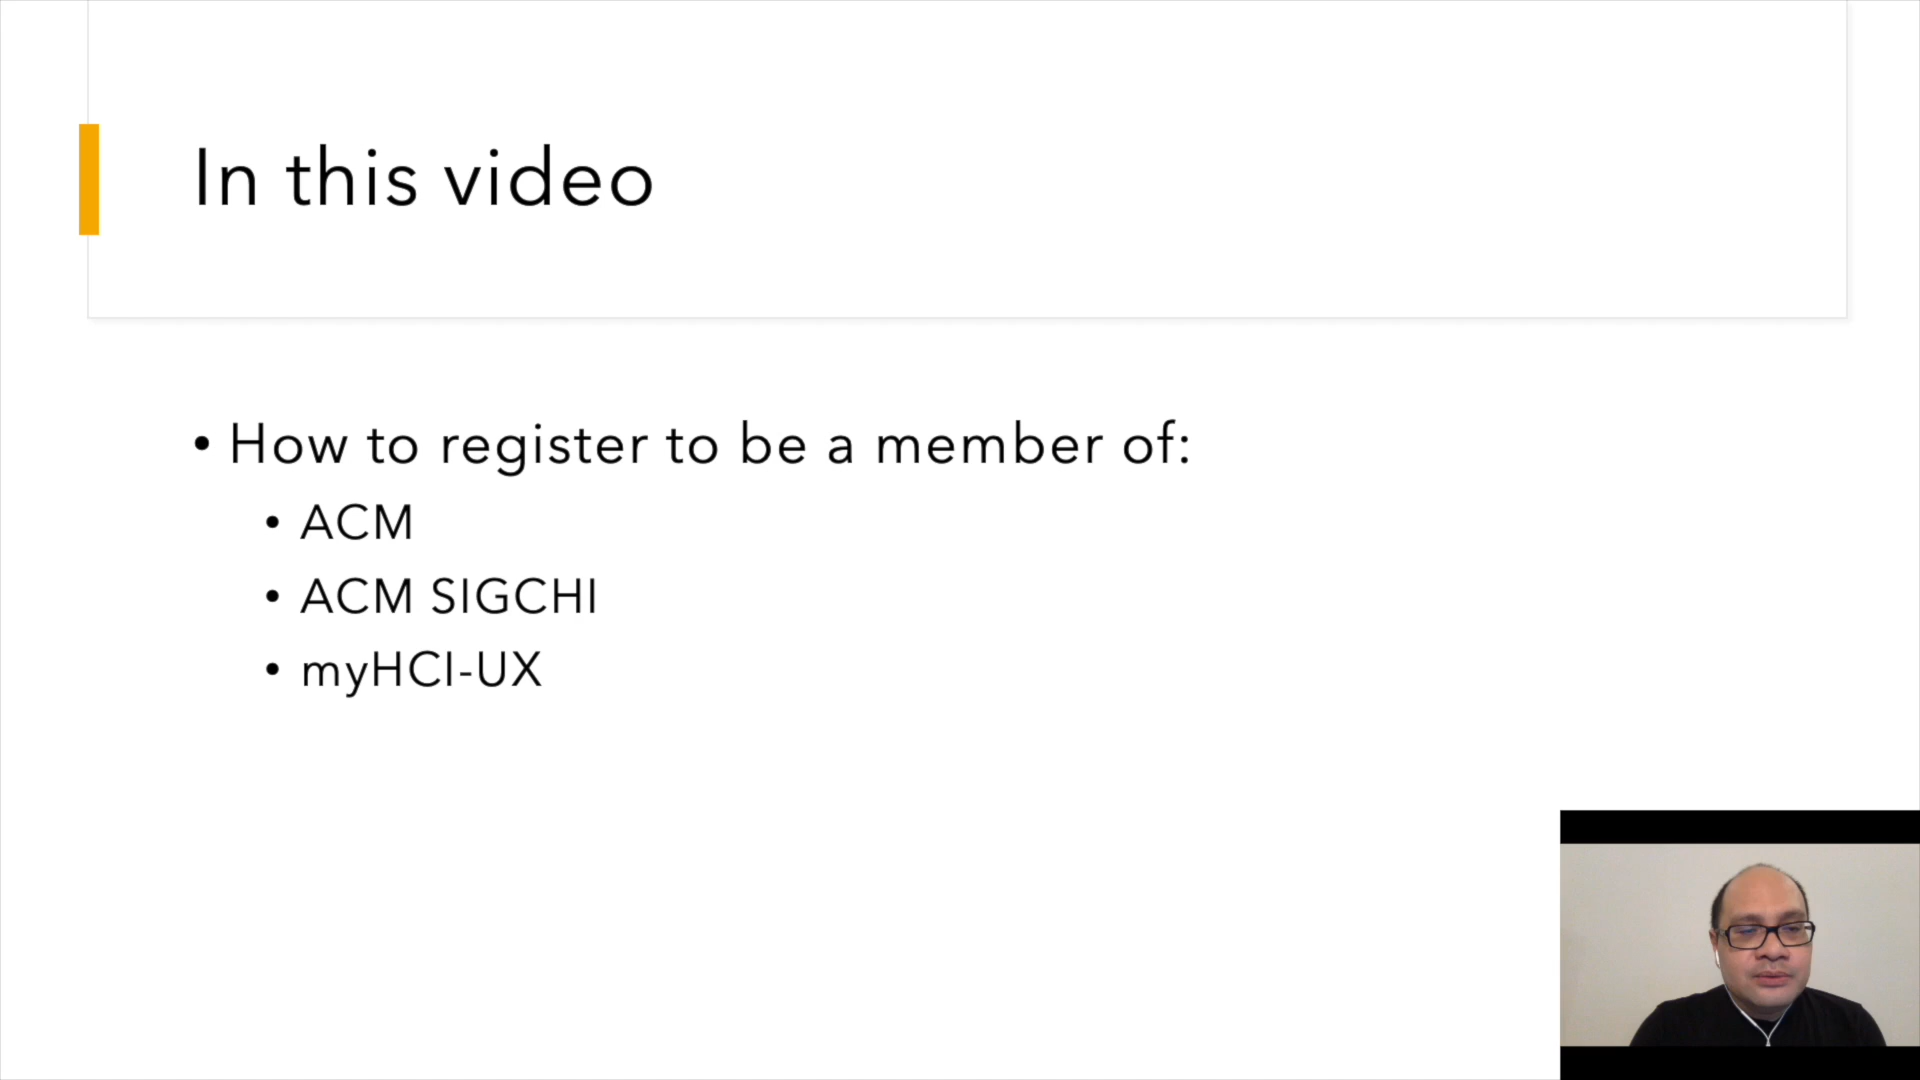 In this video
• How to register to be a member of:
• ACM
• ACM SIGCHI
• myHCI-UX